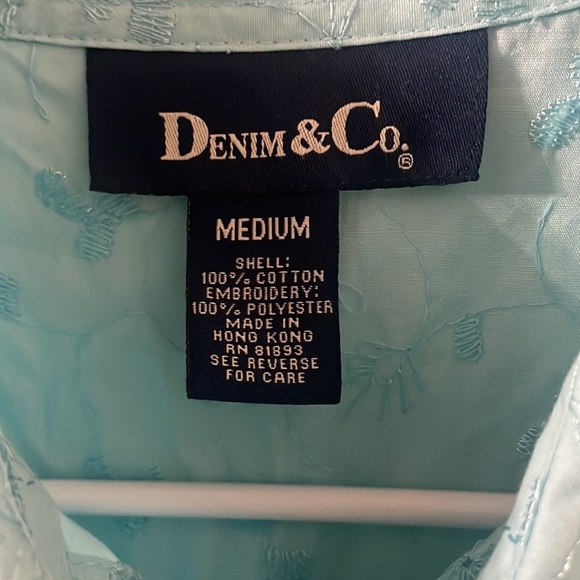 DENIM & CO.®
MEDIUM
SHELL:
100% COTTON
EMBROIDERY:
100% POLYESTER
MADE IN
HONG KONG
RN 81893
SEE REVERSE
FOR CARE